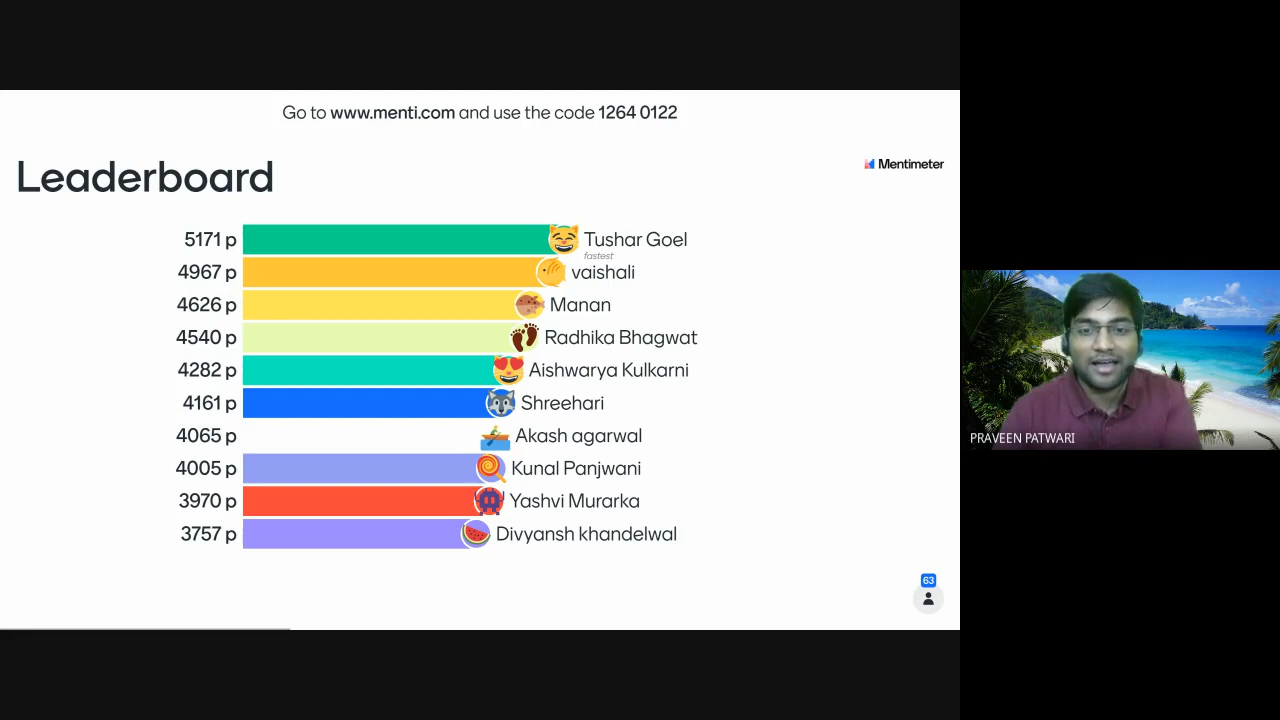 Go to www.menti.com and use the code 1264 0122
Leaderboard
Mentimeter
5171 p Tushar Goel
fastest
4967 p vaishali
4626 p Manan
4540 p Radhika Bhagwat
4282 p Aishwarya Kulkarni
4161 p Shreehari
4065 p Akash agarwal
4005 p Kunal Panjwani
3970 p Yashvi Murarka
3757 p Divyansh khandelwal
63
PRAVEEN PATWARI